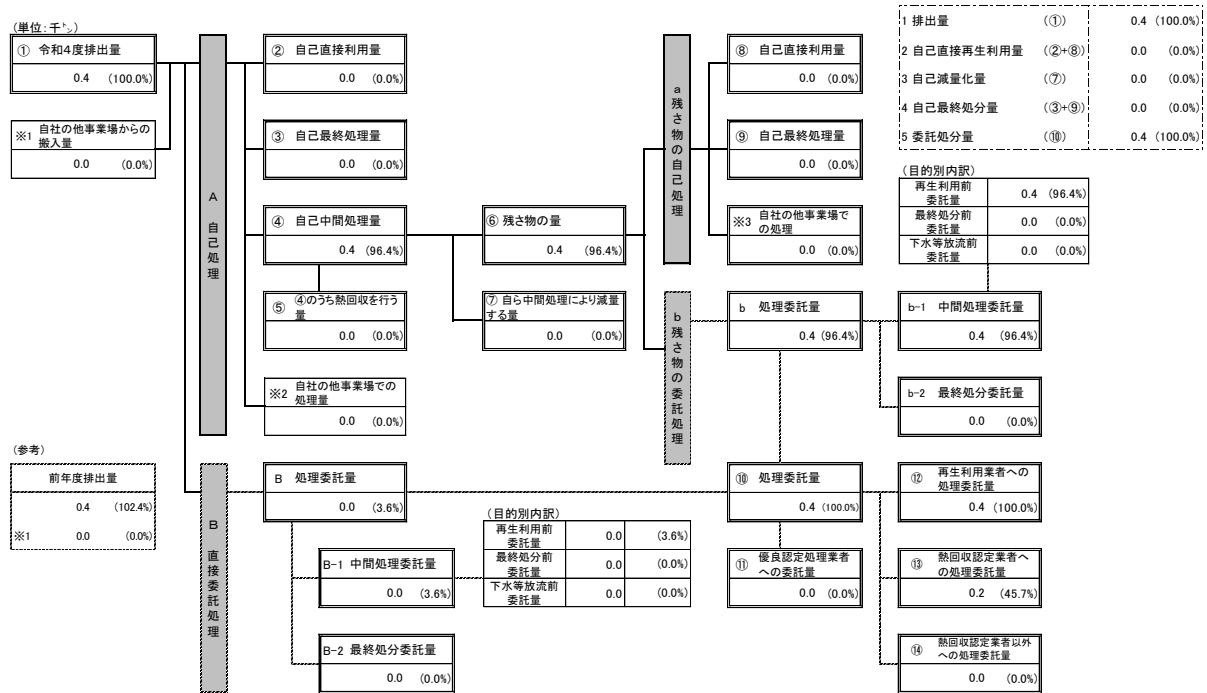 （単位：千㌧）
① 令和4度排出量
0.4 (100.0%)
※1 自社の他事業場からの
搬入量
0.0 (0.0%)
（参考）
前年度排出量
0.4 (102.4%)
※1 0.0 (0.0%)
A 自己処理
B 直接委託処理
② 自己直接利用量
0.0 (0.0%)
③ 自己最終処理量
0.0 (0.0%)
④ 自己中間処理量
0.4 (96.4%)
⑤ ④のうち熱回収を行う
量
0.0 (0.0%)
※2 自社の他事業場での
処理量
0.0 (0.0%)
B 処理委託量
0.0 (3.6%)
B-1 中間処理委託量
0.0 (3.6%)
B-2 最終処分委託量
0.0 (0.0%)
⑥ 残さ物の量
0.4 (96.4%)
⑦ 自ら中間処理により減量
する量
0.0 (0.0%)
（目的別内訳）
再生利用前
委託量
0.0 (3.6%)
最終処分前
委託量
0.0 (0.0%)
下水等放流前
委託量
0.0 (0.0%)
a 残さ物の自己処理
b 残さ物の委託処理
⑧ 自己直接利用量
0.0 (0.0%)
⑨ 自己最終処理量
0.0 (0.0%)
※3 自社の他事業場で
の処理
0.0 (0.0%)
b 処理委託量
0.4 (96.4%)
⑩ 処理委託量
0.4 (100.0%)
⑪ 優良認定処理業者
への委託量
0.0 (0.0%)
1 排出量 (①) 0.4 (100.0%)
2 自己直接再生利用量 (②+⑧) 0.0 (0.0%)
3 自己減量化量 (⑦) 0.0 (0.0%)
4 自己最終処分量 (③+⑨) 0.0 (0.0%)
5 委託処分量 (⑩) 0.4 (100.0%)
（目的別内訳）
再生利用前
委託量
0.4 (96.4%)
最終処分前
委託量
0.0 (0.0%)
下水等放流前
委託量
0.0 (0.0%)
b-1 中間処理委託量
0.4 (96.4%)
b-2 最終処分委託量
0.0 (0.0%)
⑫ 再生利用業者への
処理委託量
0.4 (100.0%)
⑬ 熱回収認定業者へ
の処理委託量
0.2 (45.7%)
⑭ 熱回収認定業者以外
への処理委託量
0.0 (0.0%)